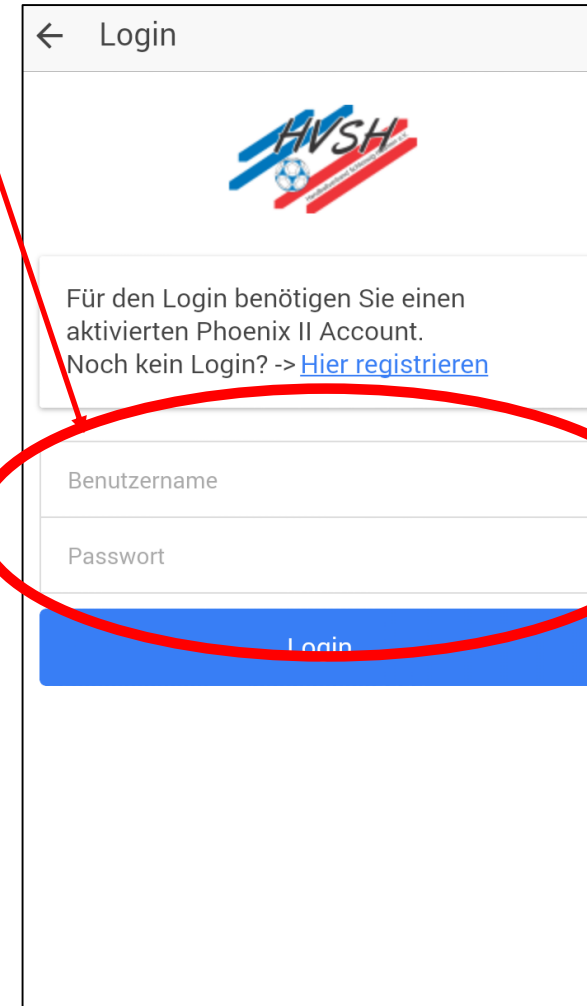 Login
HVSH
Für den Login benötigen Sie einen
aktivierten Phoenix II Account.
Noch kein Login? -> Hier registrieren
Benutzername
Passwort
Login